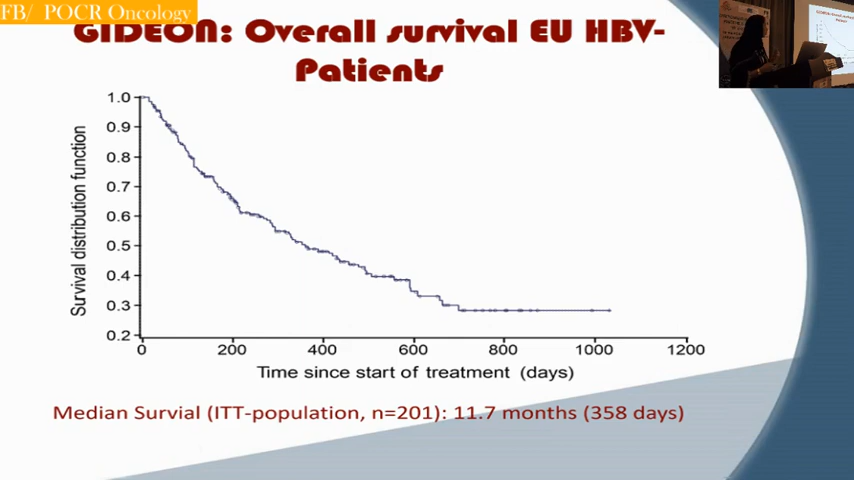 FB/ POCR Oncology
GIDEON: Overall survival EU HBV-
Patients
Survival distribution function
1.0
0.9
0.8
0.7
0.6
0.5
0.4
0.3
0.2
0 200 400 600 800 1000 1200
Time since start of treatment (days)
Median Survial (ITT-population, n=201): 11.7 months (358 days)